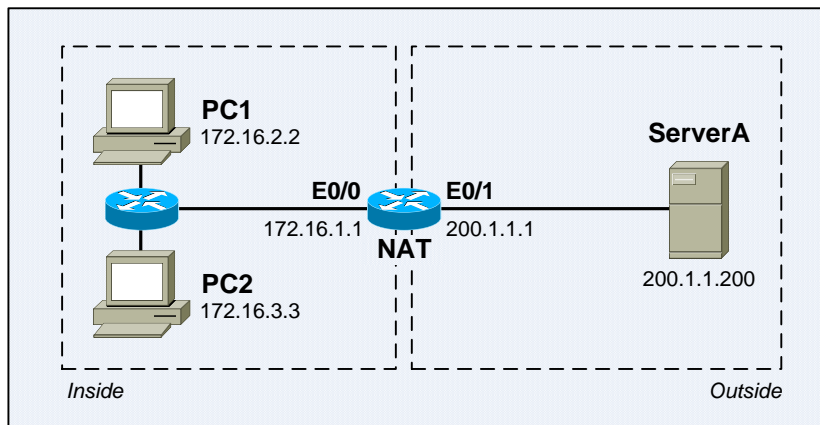 PC1
172.16.2.2
ServerA
E0/0
E0/1
172.16.1.1
200.1.1.1
NAT
PC2
172.16.3.3
200.1.1.200
Inside
Outside